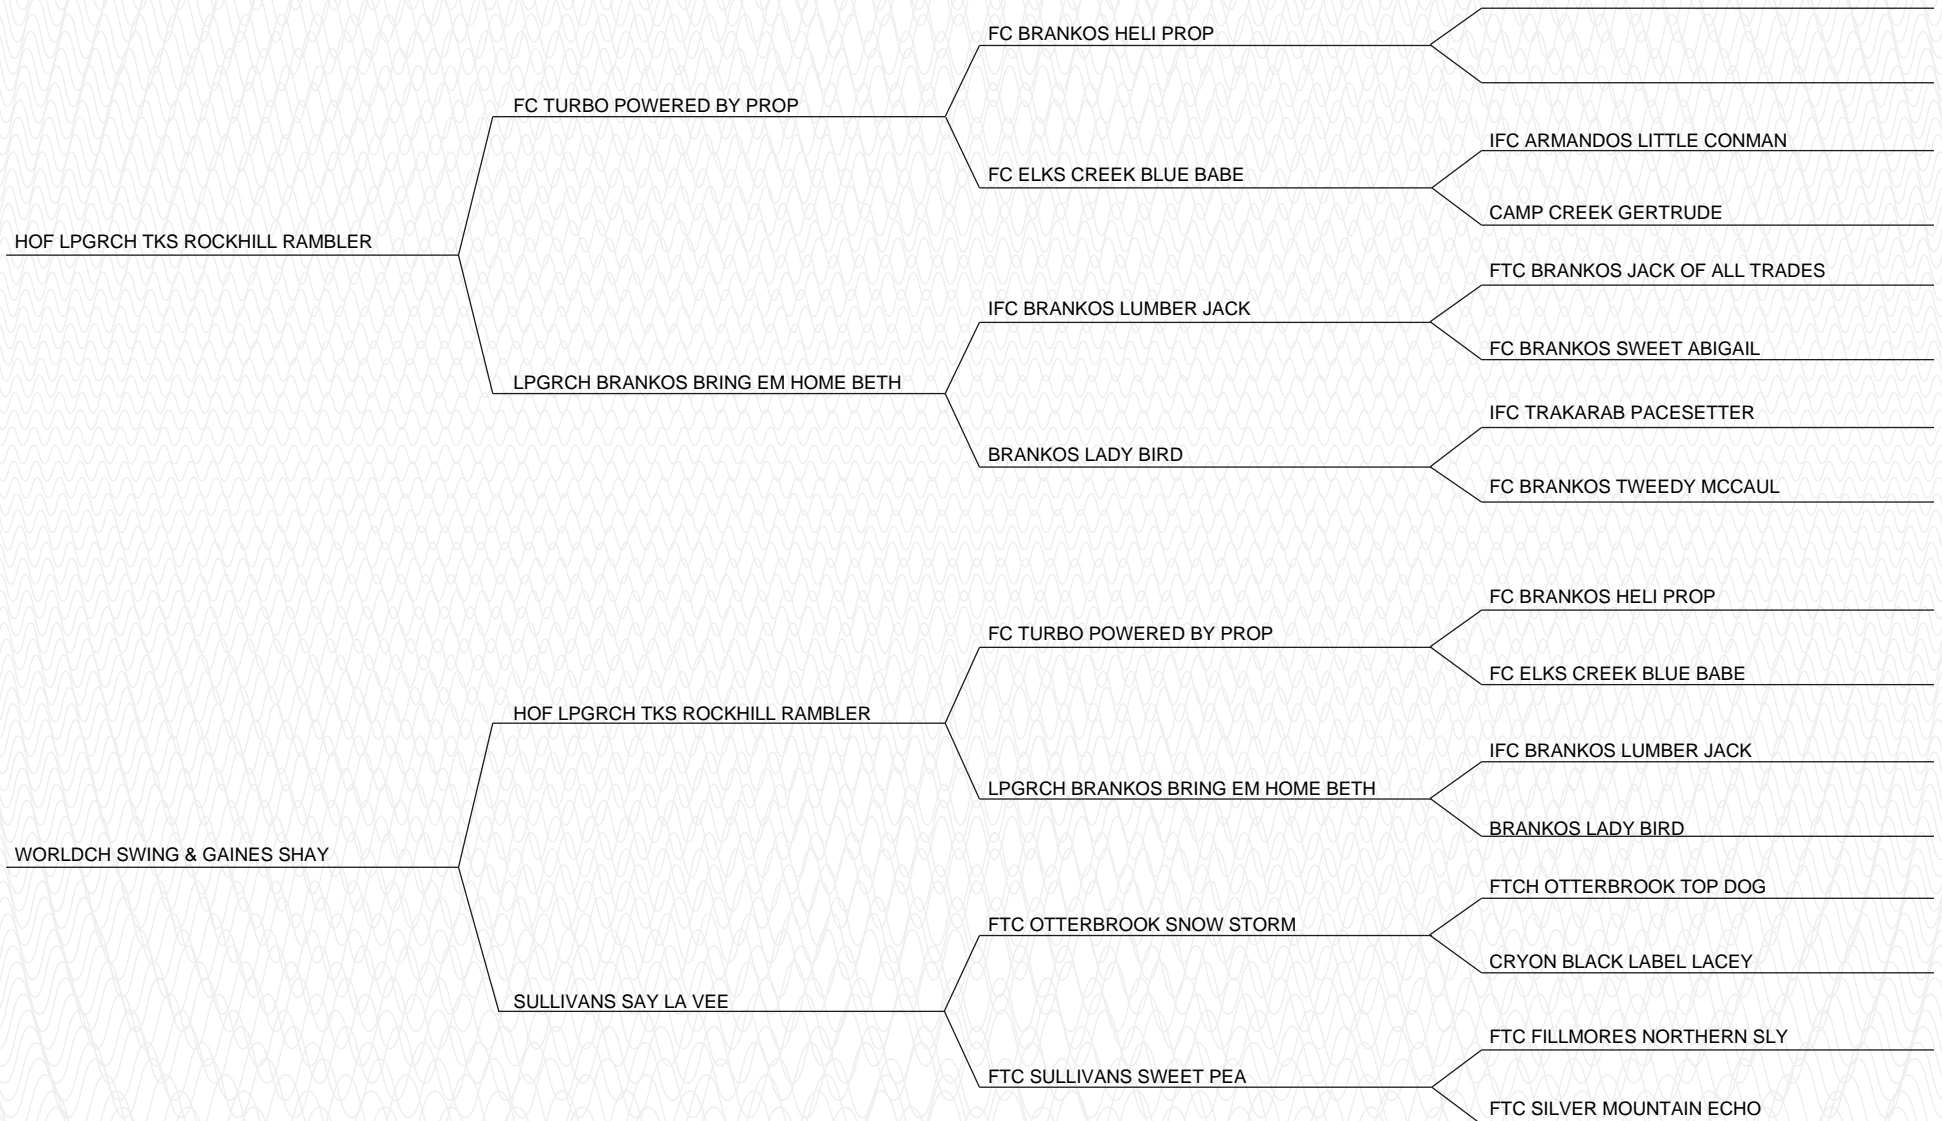 FC BRANKOS HELI PROP
FC TURBO POWERED BY PROP
IFC ARMANDOS LITTLE CONMAN
FC ELKS CREEK BLUE BABE
CAMP CREEK GERTRUDE
HOF LPGRCH TKS ROCKHILL RAMBLER
FTC BRANKOS JACK OF ALL TRADES
IFC BRANKOS LUMBER JACK
FC BRANKOS SWEET ABIGAIL
LPGRCH BRANKOS BRING EM HOME BETH
IFC TRAKARAB PACESETTER
BRANKOS LADY BIRD
FC BRANKOS TWEEDY MCCAUL
FC BRANKOS HELI PROP
FC TURBO POWERED BY PROP
FC ELKS CREEK BLUE BABE
HOF LPGRCH TKS ROCKHILL RAMBLER
IFC BRANKOS LUMBER JACK
LPGRCH BRANKOS BRING EM HOME BETH
BRANKOS LADY BIRD
WORLDCH SWING & GAINES SHAY
FTCH OTTERBROOK TOP DOG
FTC OTTERBROOK SNOW STORM
CRYON BLACK LABEL LACEY
SULLIVANS SAY LA VEE
FTC FILLMORES NORTHERN SLY
FTC SULLIVANS SWEET PEA
FTC SILVER MOUNTAIN ECHO